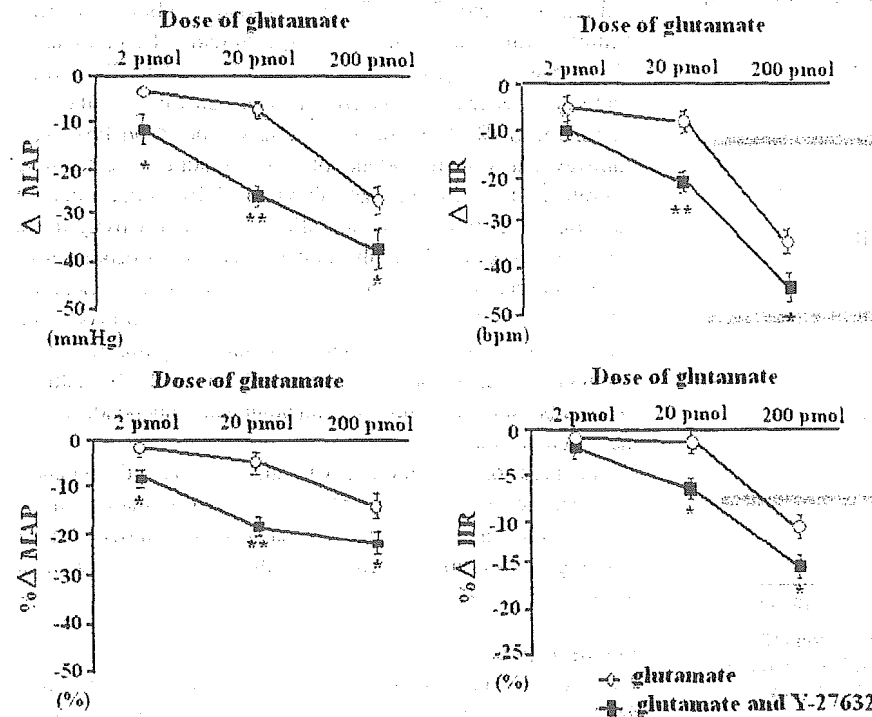 Dose of glutamate
2 pmol 20 pmol 200 pmol
0
-10
-20
-30
-40
-50
Δ MAP
(mmHg)
*
**
*
Dose of glutamate
2 pmol 20 pmol 200 pmol
0
-10
-20
-30
-40
-50
Δ HR
(bpm)
**
*
Dose of glutamate
2 pmol 20 pmol 200 pmol
0
-10
-20
-30
-40
-50
% Δ MAP
(%)
*
**
*
Dose of glutamate
2 pmol 20 pmol 200 pmol
0
-5
-10
-15
-20
-25
% Δ HR
(%)
*
*
glutamate
glutamate and Y-27632